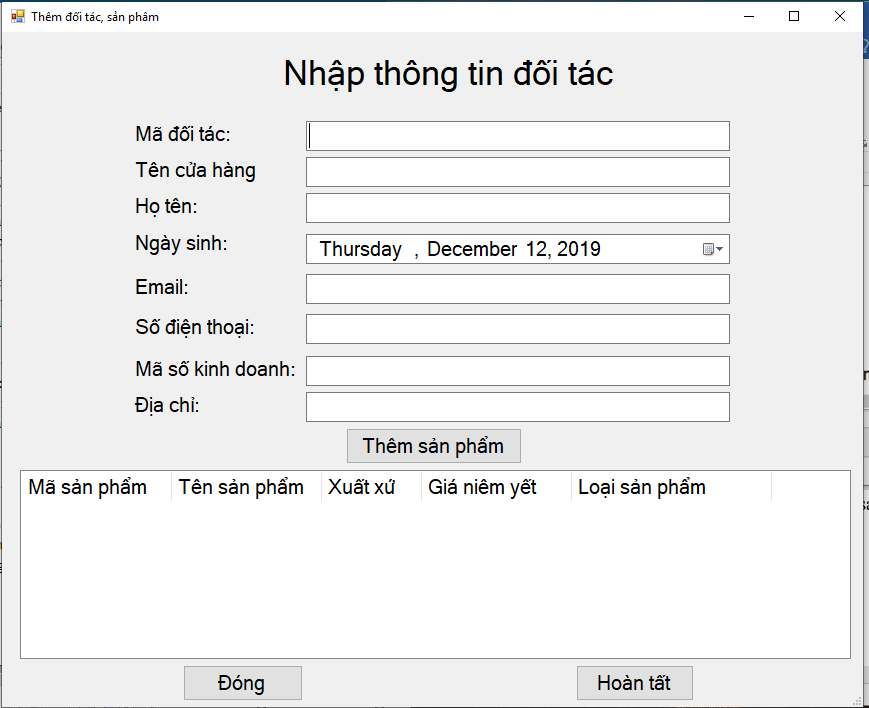 Thêm đối tác, sản phẩm
Nhập thông tin đối tác
Mã đối tác:
Tên cửa hàng
Họ tên:
Ngày sinh: Thursday , December 12, 2019
Email:
Số điện thoại:
Mã số kinh doanh:
Địa chỉ:
Thêm sản phẩm
Mã sản phẩm Tên sản phẩm Xuất xứ Giá niêm yết Loại sản phẩm
Đóng Hoàn tất